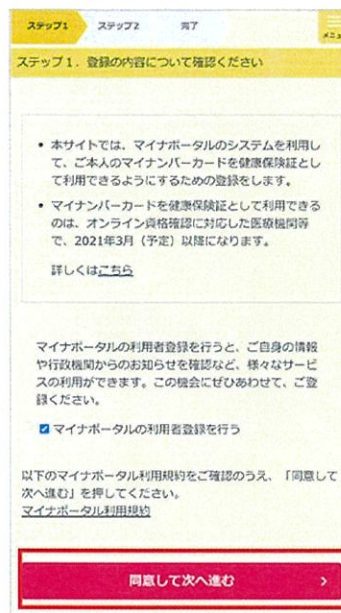 ステップ1 ステップ2 完了
メニュー
ステップ1．登録の内容について確認ください
• 本サイトでは、マイナポータルのシステムを利用し
て、ご本人のマイナンバーカードを健康保険証とし
て利用できるようにするための登録をします。
• マイナンバーカードを健康保険証として利用できる
のは、オンライン資格確認に対応した医療機関等
で、2021年3月（予定）以降になります。
詳しくはこちら
マイナポータルの利用者登録を行うと、ご自身の情報
や行政機関からのお知らせを確認など、様々なサービ
スの利用ができます。この機会にぜひあわせて、ご登
録ください。
マイナポータルの利用者登録を行う
以下のマイナポータル利用規約をご確認のうえ、「同意して
次へ進む」を押してください。
マイナポータル利用規約
同意して次へ進む